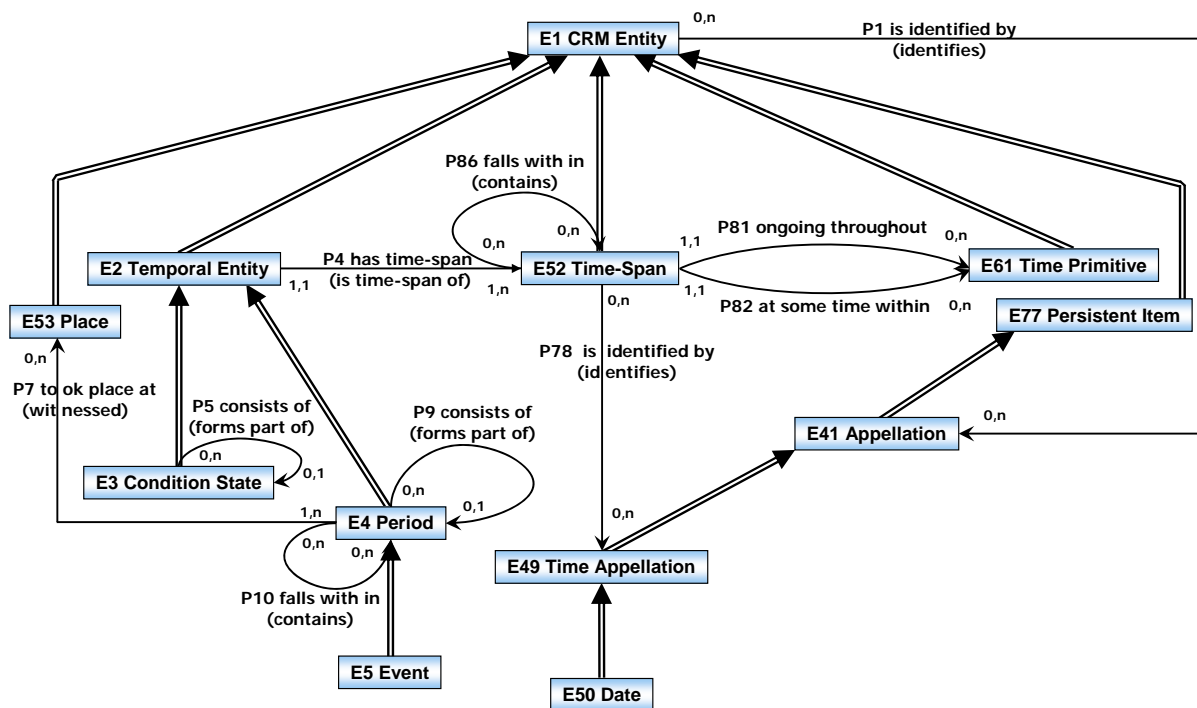 0,n
P1 is identified by
(identifies)
E1 CRM Entity
P86 falls with in
(contains)
0,n
0,n
P81 ongoing throughout
1,1
0,n
E2 Temporal Entity
P4 has time-span
(is time-span of)
1,1
1,n
E52 Time-Span
E61 Time Primitive
1,1
0,n
P82 at some time within
0,n
E53 Place
E77 Persistent Item
0,n
P7 to ok place at
(witnessed)
P78 is identified by
(identifies)
P5 consists of
(forms part of)
0,n
0,1
P9 consists of
(forms part of)
0,n
0,1
E41 Appellation
0,n
E3 Condition State
1,n
E4 Period
0,n
0,n
0,n
P10 falls with in
(contains)
E49 Time Appellation
E5 Event
E50 Date